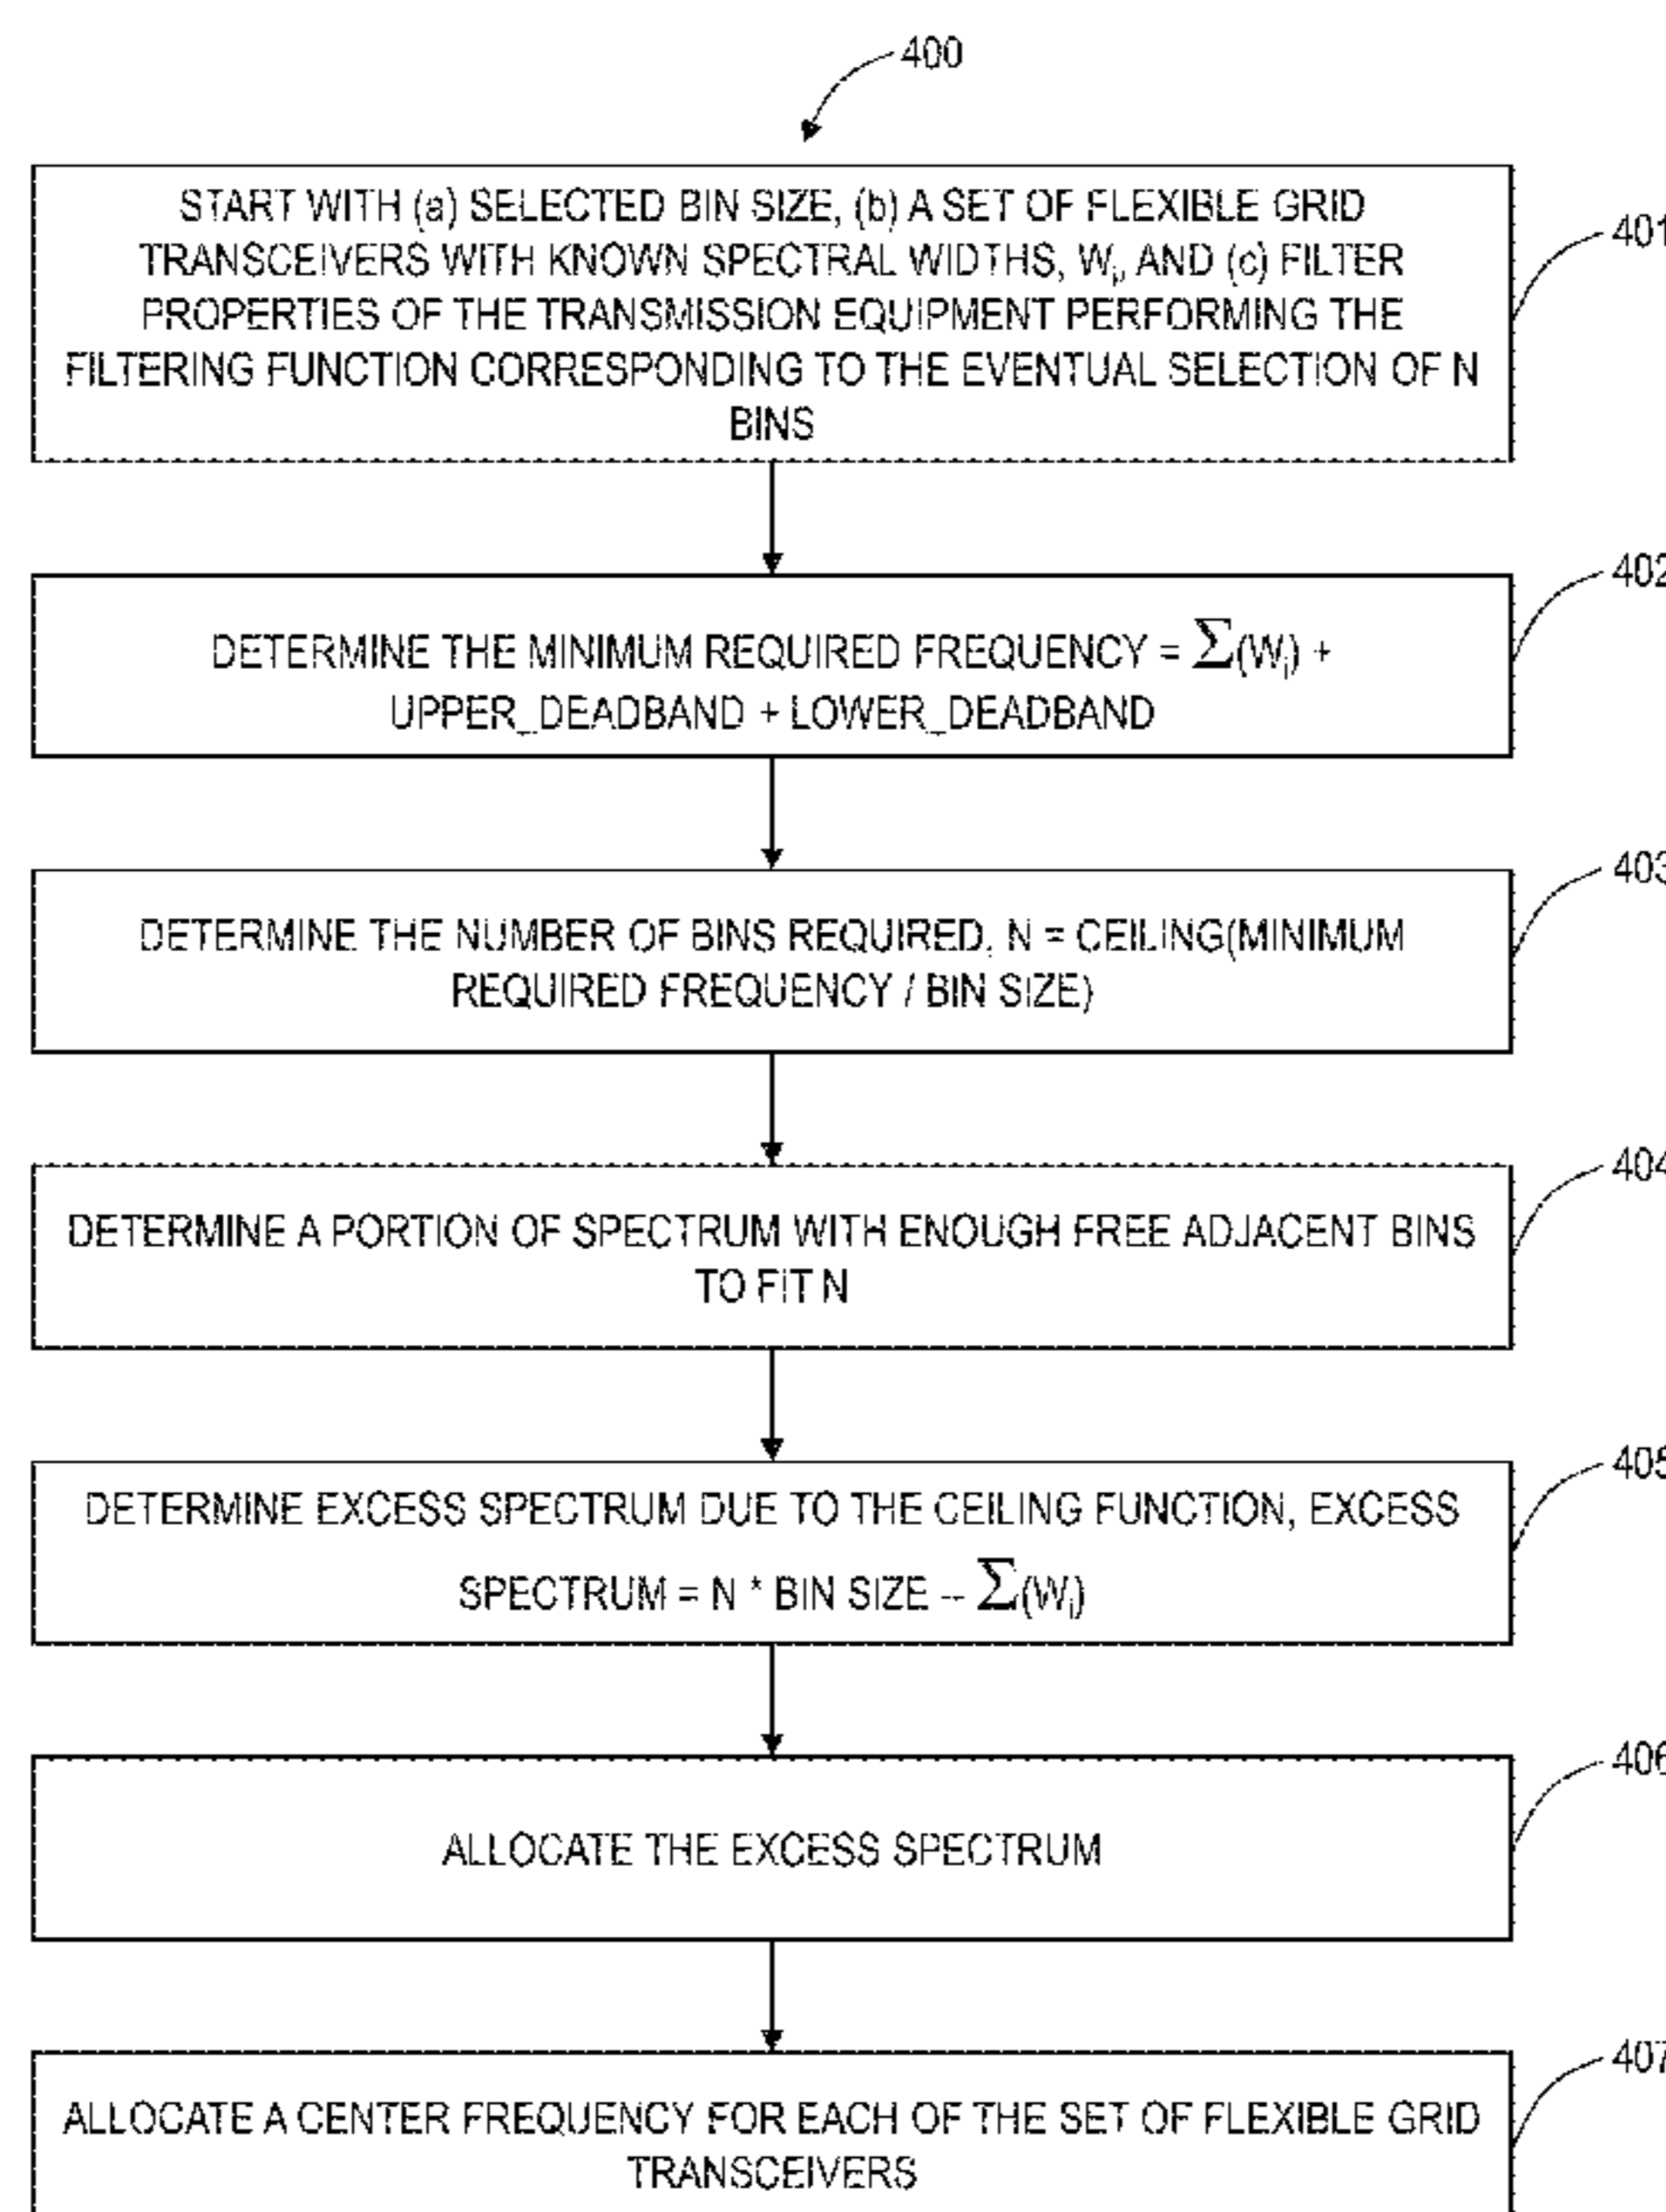 400
START WITH (a) SELECTED BIN SIZE, (b) A SET OF FLEXIBLE GRID
TRANSCEIVERS WITH KNOWN SPECTRAL WIDTHS, Wi, AND (c) FILTER
PROPERTIES OF THE TRANSMISSION EQUIPMENT PERFORMING THE
FILTERING FUNCTION CORRESPONDING TO THE EVENTUAL SELECTION OF N
BINS
401
DETERMINE THE MINIMUM REQUIRED FREQUENCY = Σ(Wi) +
UPPER_DEADBAND + LOWER_DEADBAND
402
DETERMINE THE NUMBER OF BINS REQUIRED, N = CEILING(MINIMUM
REQUIRED FREQUENCY / BIN SIZE)
403
DETERMINE A PORTION OF SPECTRUM WITH ENOUGH FREE ADJACENT BINS
TO FIT N
404
DETERMINE EXCESS SPECTRUM DUE TO THE CEILING FUNCTION, EXCESS
SPECTRUM = N * BIN SIZE – Σ(Wi)
405
ALLOCATE THE EXCESS SPECTRUM
406
ALLOCATE A CENTER FREQUENCY FOR EACH OF THE SET OF FLEXIBLE GRID
TRANSCEIVERS
407